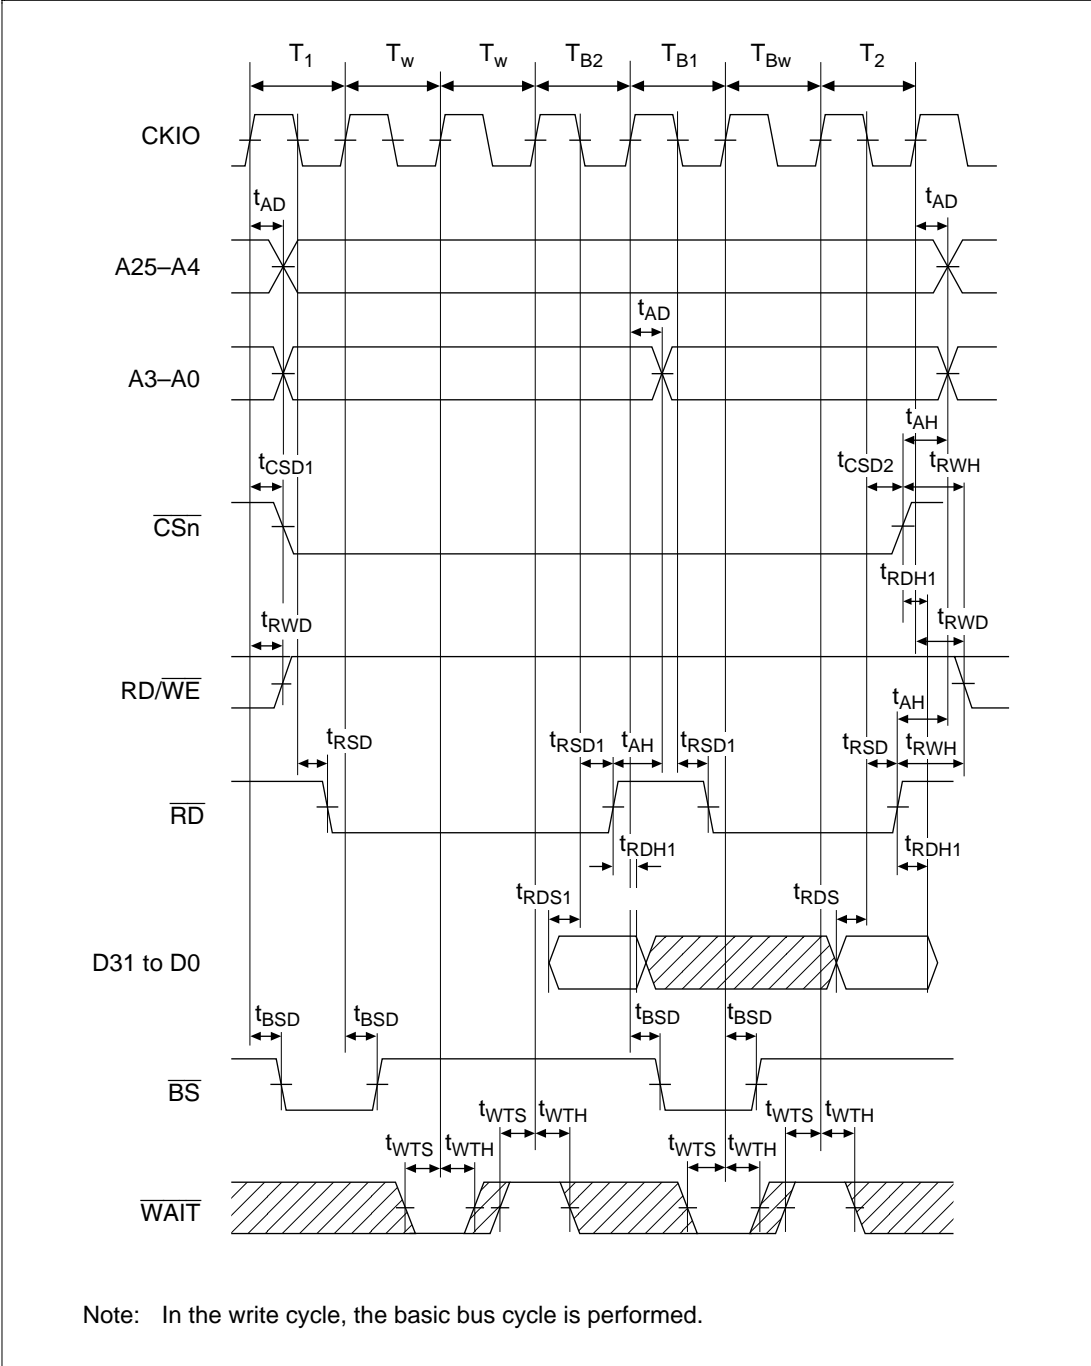 T1 Tw Tw TB2 TB1 TBw T2
CKIO
tAD tAD
A25–A4
tAD
A3–A0
tAH
tCSD1 tCSD2 tRWH
CSn
tRDH1
tRWD tRWD
RD/WE
tAH
tRSD tRSD1 tAH tRSD1 tRSD tRWH
RD
tRDH1 tRDH1
tRDS1 tRDS
D31 to D0
tBSD tBSD tBSD tBSD
BS
tWTS tWTH tWTS tWTH
tWTS tWTH tWTS tWTH
WAIT
Note: In the write cycle, the basic bus cycle is performed.